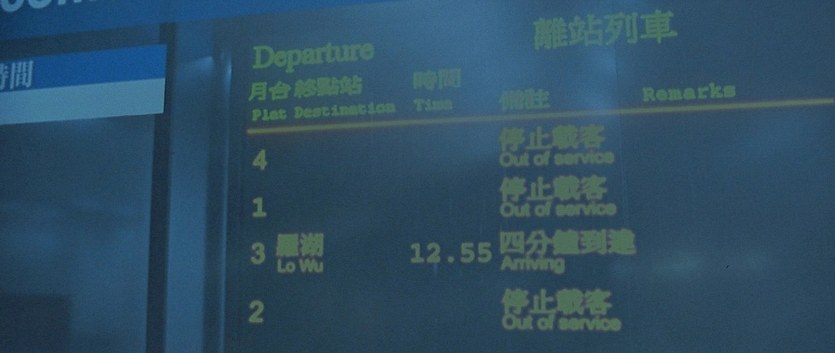 時間
Departure 離站列車
月台 終點站 時間 備註 Remarks
Plat Destination Time
4 停止載客
Out of service
1 停止載客
Out of service
3 羅湖 12.55 四分鐘到達
Lo Wu Arriving
2 停止載客
Out of service